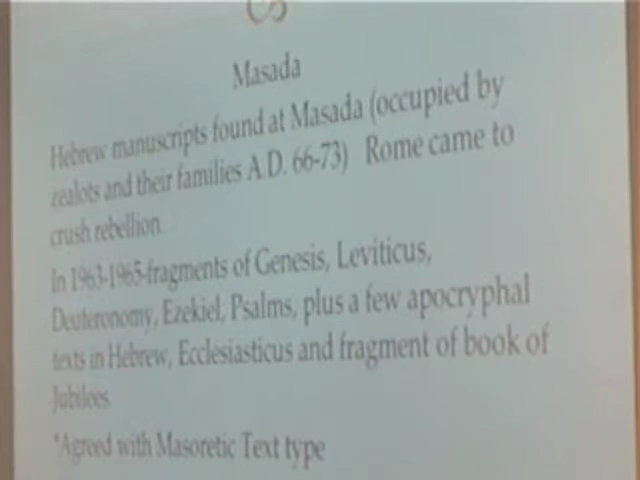 Masada
Hebrew manuscripts found at Masada (occupied by
zealots and their families A.D. 66-73) Rome came to
crush rebellion.
In 1963-1965-fragments of Genesis, Leviticus,
Deuteronomy, Ezekiel, Psalms, plus a few apocryphal
texts in Hebrew, Ecclesiasticus and fragment of book of
Jubilees.
*Agreed with Masoretic Text type